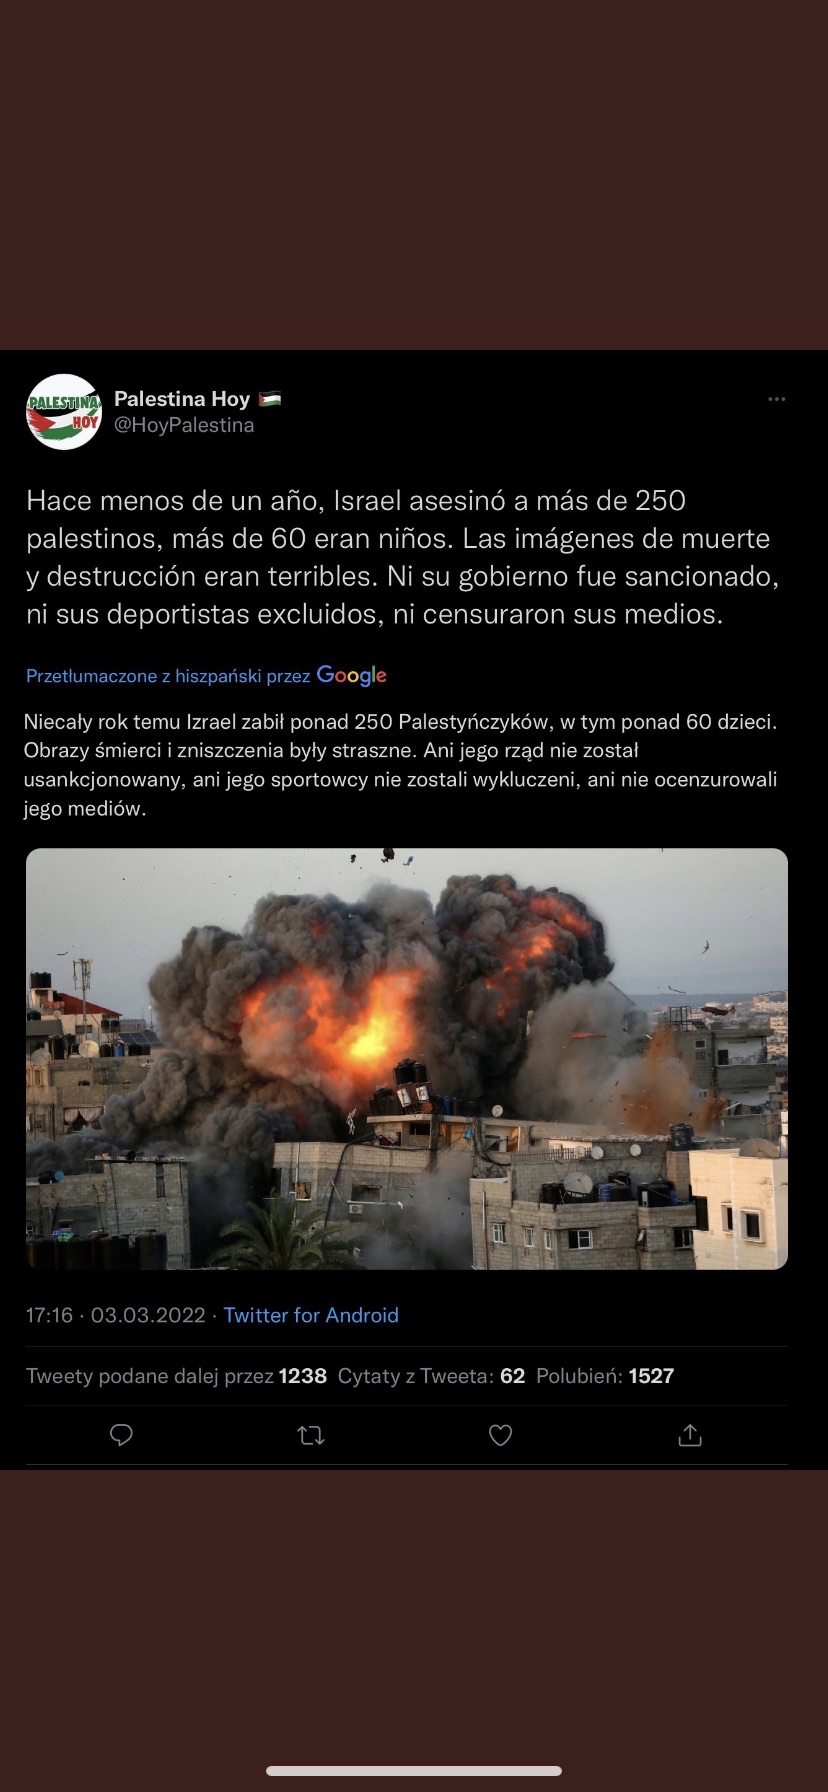 PALESTINA
HOY
Palestina Hoy 🇵🇸
@HoyPalestina
Hace menos de un año, Israel asesinó a más de 250
palestinos, más de 60 eran niños. Las imágenes de muerte
y destrucción eran terribles. Ni su gobierno fue sancionado,
ni sus deportistas excluidos, ni censuraron sus medios.
Przetłumaczone z hiszpański przez Google
Niecały rok temu Izrael zabił ponad 250 Palestyńczyków, w tym ponad 60 dzieci.
Obrazy śmierci i zniszczenia były straszne. Ani jego rząd nie został
usankcjonowany, ani jego sportowcy nie zostali wykluczeni, ani nie ocenzurowali
jego mediów.
17:16 · 03.03.2022 · Twitter for Android
Tweety podane dalej przez 1238 Cytaty z Tweeta: 62 Polubień: 1527